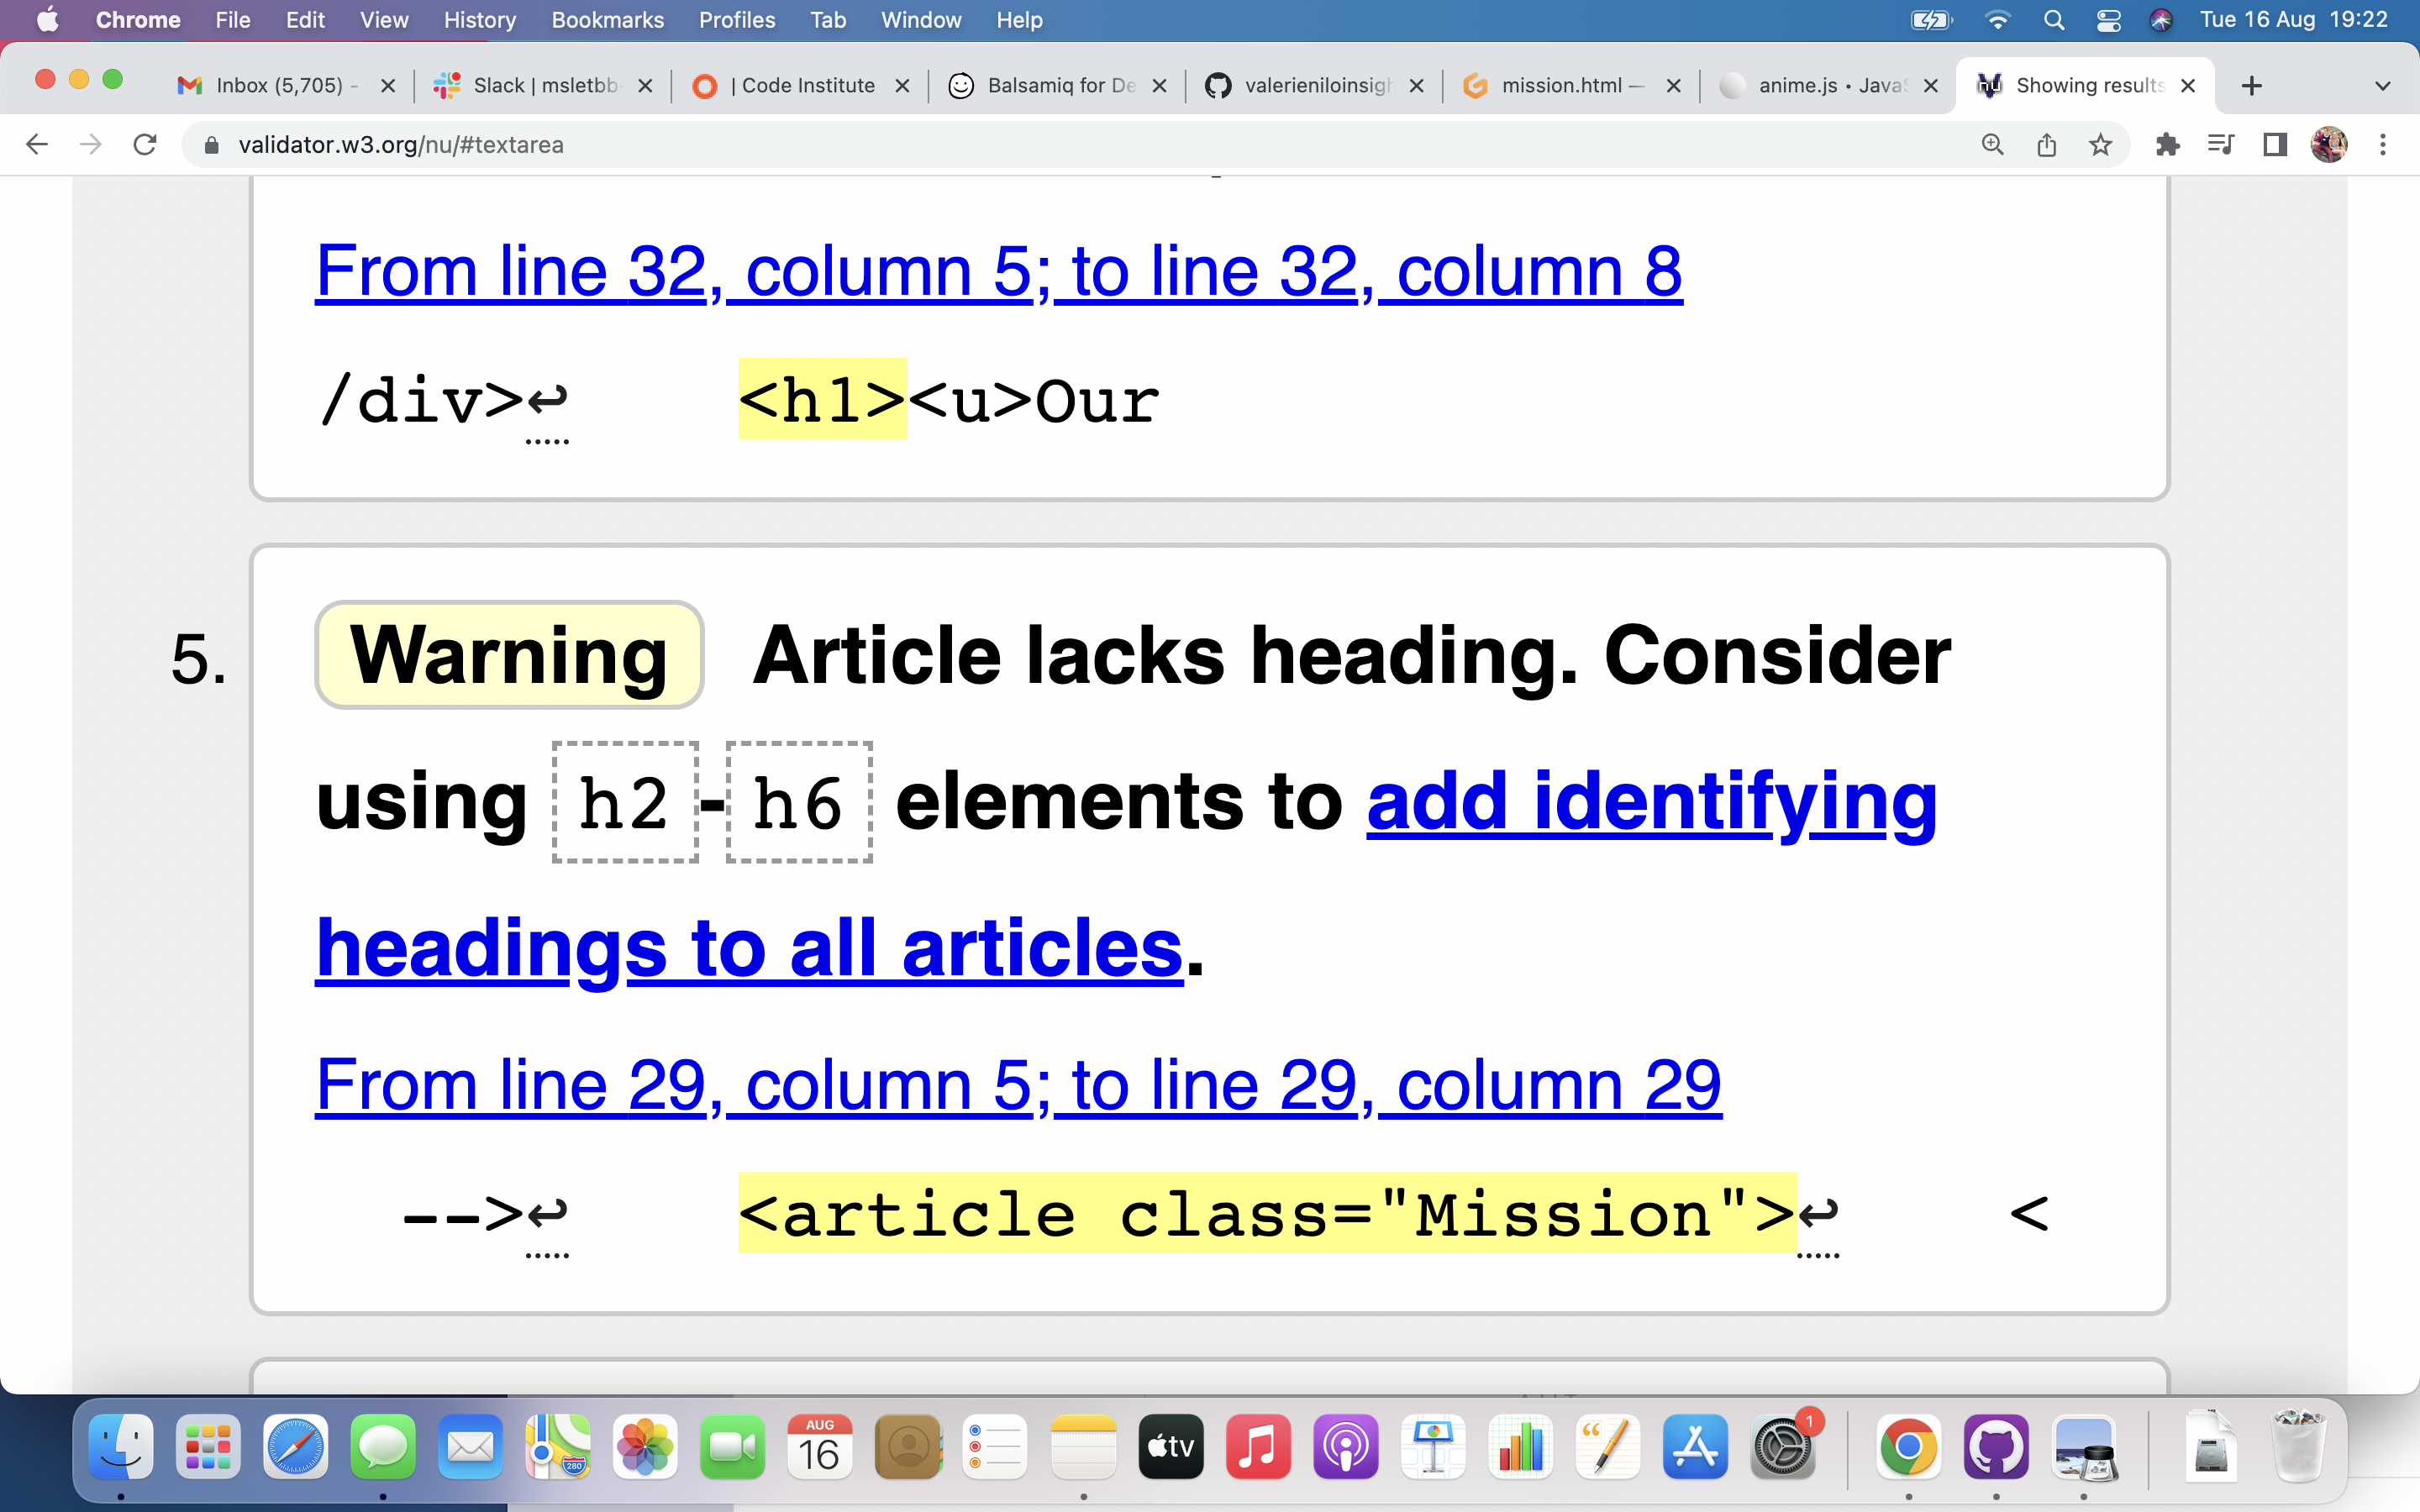 Chrome File Edit View History Bookmarks Profiles Tab Window Help Tue 16 Aug 19:22
Inbox (5,705) - Slack | msletbb- | Code Institute Balsamiq for De valerieniloinsigh mission.html — anime.js • JavaS Showing results
validator.w3.org/nu/#textarea
From line 32, column 5; to line 32, column 8
/div>↩ <h1><u>Our
5. Warning Article lacks heading. Consider
using h2-h6 elements to add identifying
headings to all articles.
From line 29, column 5; to line 29, column 29
-->↩ <article class="Mission">↩ <
280
AUG
16
tv
1